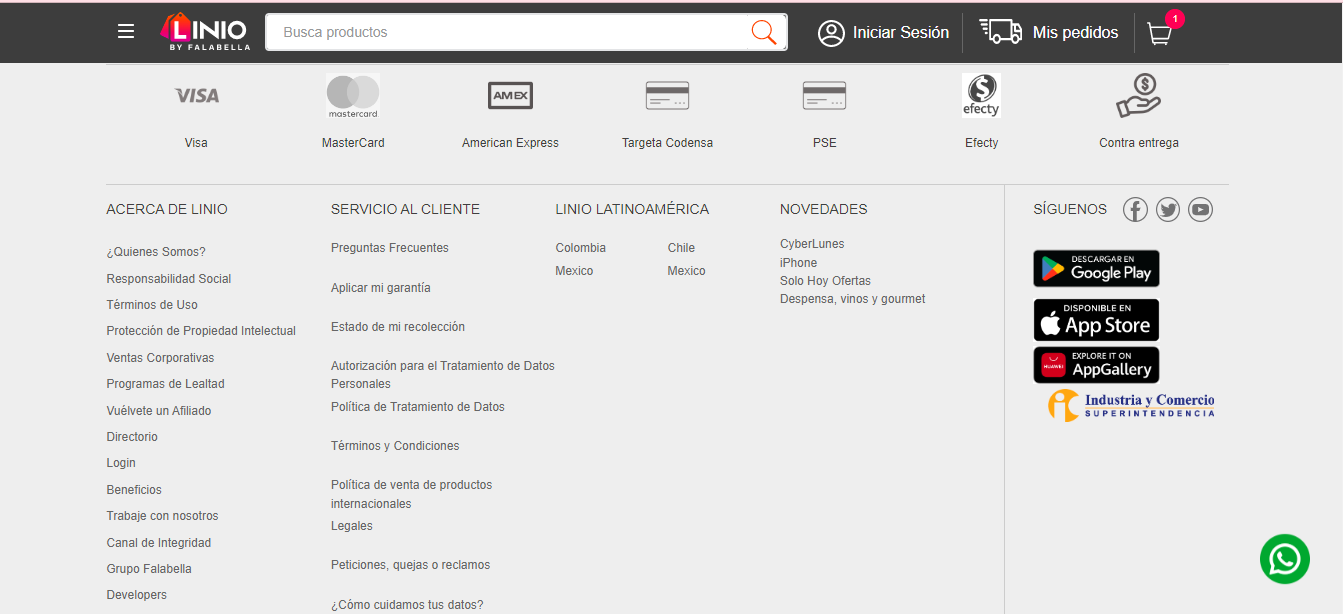 LINIO
BY FALABELLA
Busca productos
Iniciar Sesión
Mis pedidos
1
VISA
mastercard
AMEX
efecty
Visa
MasterCard
American Express
Targeta Codensa
PSE
Efecty
Contra entrega
ACERCA DE LINIO
¿Quienes Somos?
Responsabilidad Social
Términos de Uso
Protección de Propiedad Intelectual
Ventas Corporativas
Programas de Lealtad
Vuélvete un Afiliado
Directorio
Login
Beneficios
Trabaje con nosotros
Canal de Integridad
Grupo Falabella
Developers
SERVICIO AL CLIENTE
Preguntas Frecuentes
Aplicar mi garantía
Estado de mi recolección
Autorización para el Tratamiento de Datos
Personales
Política de Tratamiento de Datos
Términos y Condiciones
Política de venta de productos
internacionales
Legales
Peticiones, quejas o reclamos
¿Cómo cuidamos tus datos?
LINIO LATINOAMÉRICA
Colombia
Chile
Mexico
Mexico
NOVEDADES
CyberLunes
iPhone
Solo Hoy Ofertas
Despensa, vinos y gourmet
SÍGUENOS
DESCARGAR EN
Google Play
DISPONIBLE EN
App Store
HUAWEI
EXPLORE IT ON
AppGallery
Industria y Comercio
SUPERINTENDENCIA